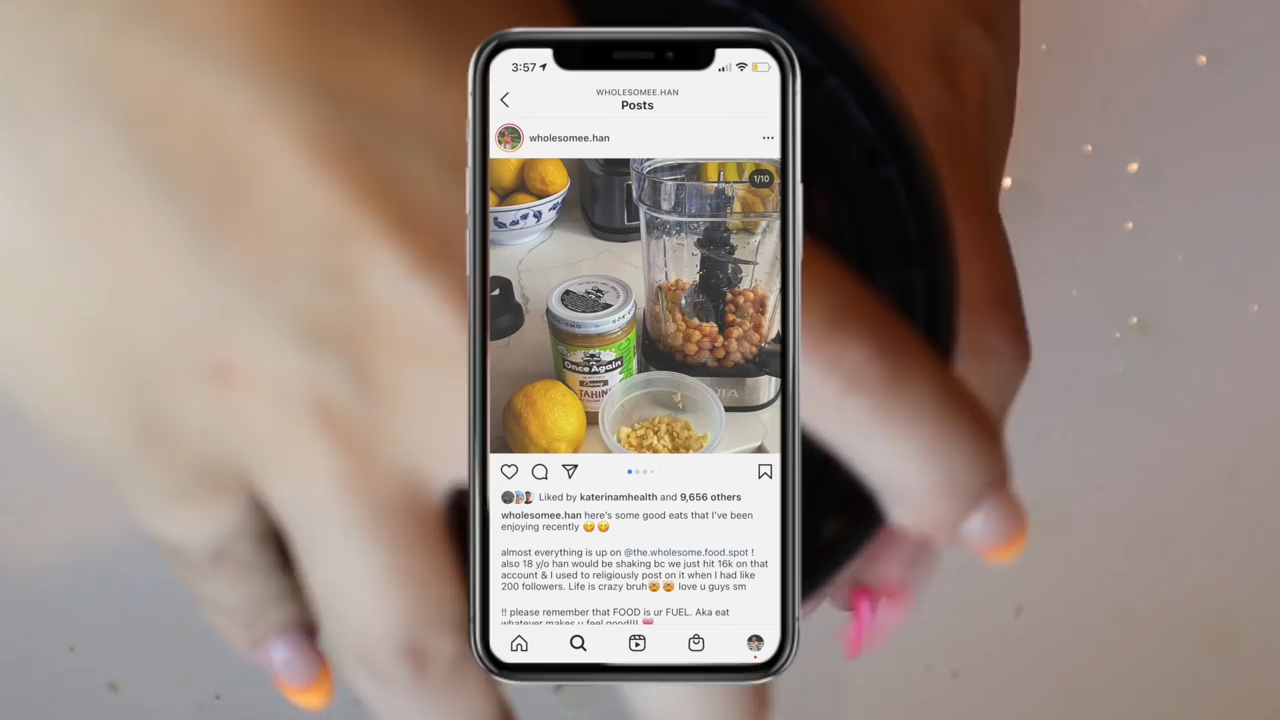 3:57
WHOLESOMEE.HAN
Posts
wholesomee.han
1/10
Once Again
TAHINI
Liked by katerinamhealth and 9,656 others
wholesomee.han here's some good eats that I've been
enjoying recently 😋😋
almost everything is up on @the.wholesome.food.spot !
also 18 y/o han would be shaking bc we just hit 16k on that
account & I used to religiously post on it when I had like
200 followers. Life is crazy bruh🤯🤯 love u guys sm
!! please remember that FOOD is ur FUEL. Aka eat
whatever makes u feel good!!! 💗